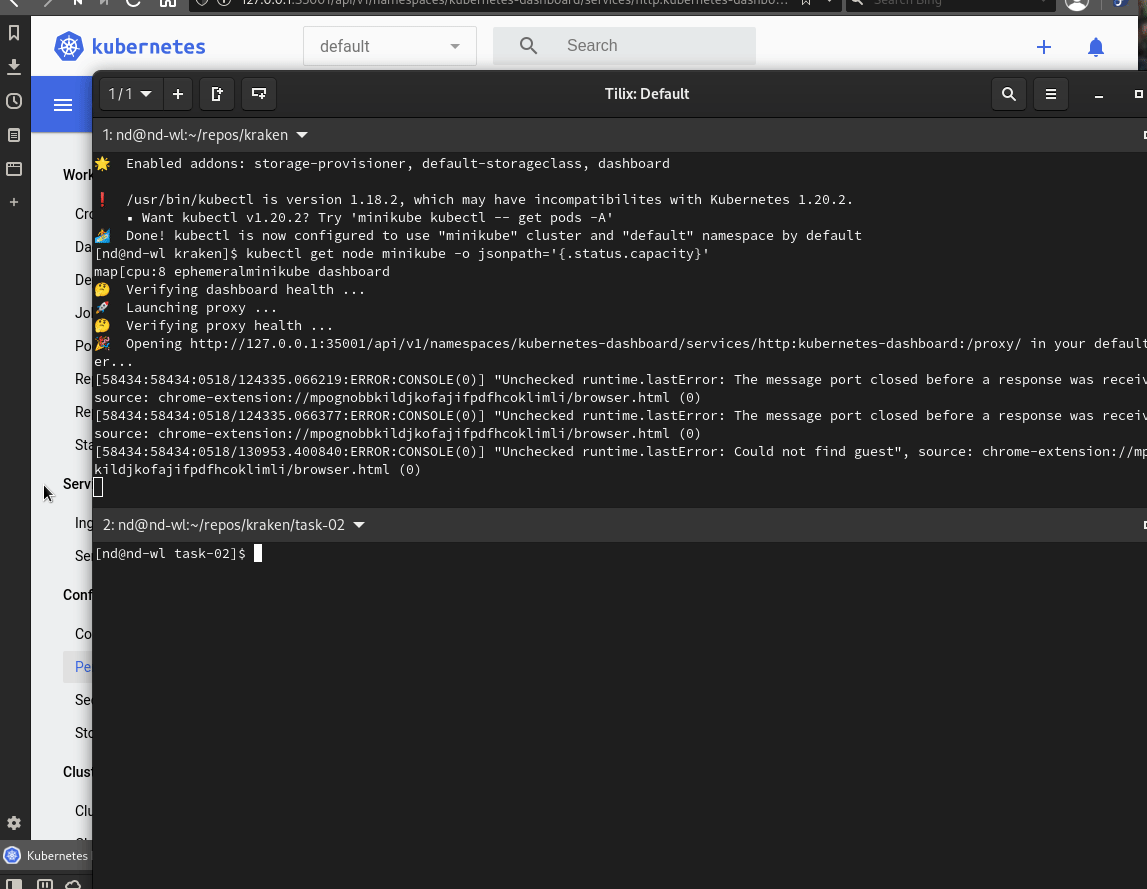 127.0.0.1:35001/api/v1/namespaces/kubernetes-dashboard/services/http:kubernetes-dashbo...
Search Bing
kubernetes
default
Search
1 / 1
Tilix: Default
1: nd@nd-wl:~/repos/kraken
Enabled addons: storage-provisioner, default-storageclass, dashboard
/usr/bin/kubectl is version 1.18.2, which may have incompatibilites with Kubernetes 1.20.2.
▪ Want kubectl v1.20.2? Try 'minikube kubectl -- get pods -A'
Done! kubectl is now configured to use "minikube" cluster and "default" namespace by default
[nd@nd-wl kraken]$ kubectl get node minikube -o jsonpath='{.status.capacity}'
map[cpu:8 ephemeralminikube dashboard
Verifying dashboard health ...
Launching proxy ...
Verifying proxy health ...
Opening http://127.0.0.1:35001/api/v1/namespaces/kubernetes-dashboard/services/http:kubernetes-dashboard:/proxy/ in your default
er...
[58434:58434:0518/124335.066219:ERROR:CONSOLE(0)] "Unchecked runtime.lastError: The message port closed before a response was receiv
source: chrome-extension://mpognobbkildjkofajifpdfhcoklimli/browser.html (0)
[58434:58434:0518/124335.066377:ERROR:CONSOLE(0)] "Unchecked runtime.lastError: The message port closed before a response was receiv
source: chrome-extension://mpognobbkildjkofajifpdfhcoklimli/browser.html (0)
[58434:58434:0518/130953.400840:ERROR:CONSOLE(0)] "Unchecked runtime.lastError: Could not find guest", source: chrome-extension://mp
kildjkofajifpdfhcoklimli/browser.html (0)
2: nd@nd-wl:~/repos/kraken/task-02
[nd@nd-wl task-02]$
Work
Cro
Da
De
Jo
Po
Re
Re
Sta
Serv
Ing
Se
Conf
Co
Pe
Se
Sto
Clust
Clu
Kubernetes